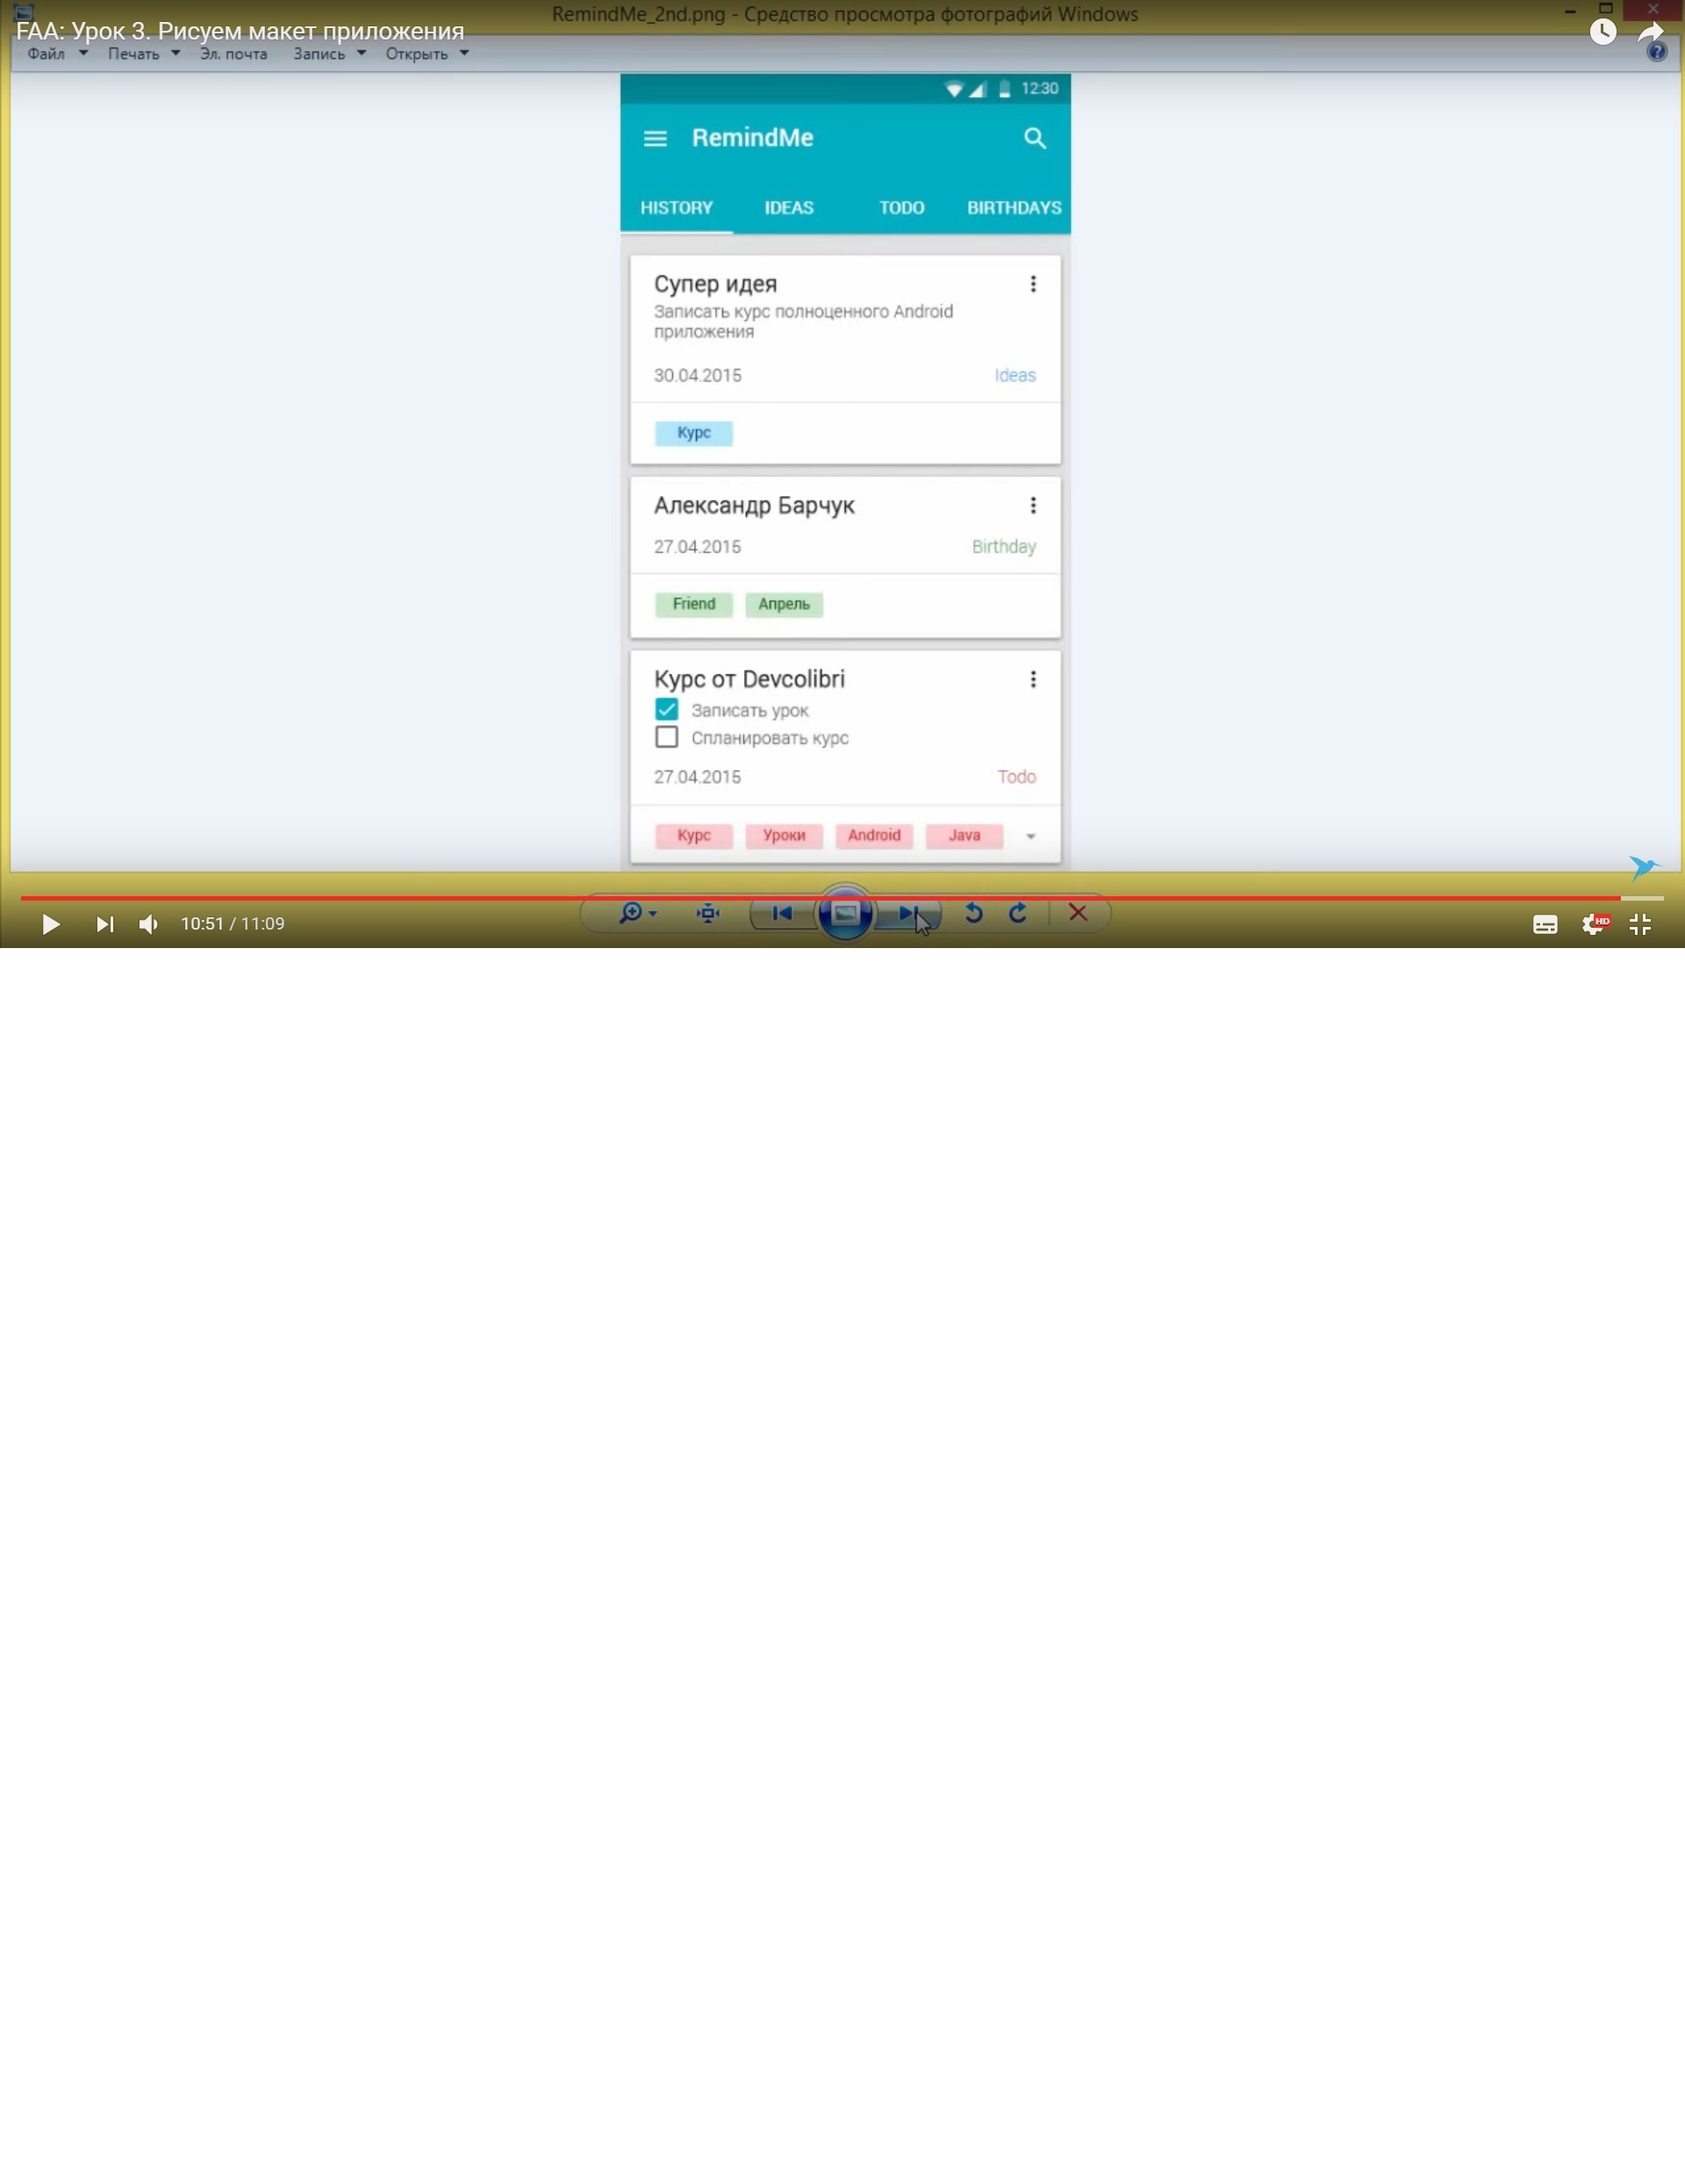 RemindMe_2nd.png - Средство просмотра фотографий Windows
FAA: Урок 3. Рисуем макет приложения
Файл Печать Эл. почта Запись Открыть
12:30
RemindMe
HISTORY IDEAS TODO BIRTHDAYS
Супер идея
Записать курс полноценного Android
приложения
30.04.2015 Ideas
Курс
Александр Барчук
27.04.2015 Birthday
Friend Апрель
Курс от Devcolibri
Записать урок
Спланировать курс
27.04.2015 Todo
Курс Уроки Android Java
10:51 / 11:09
HD